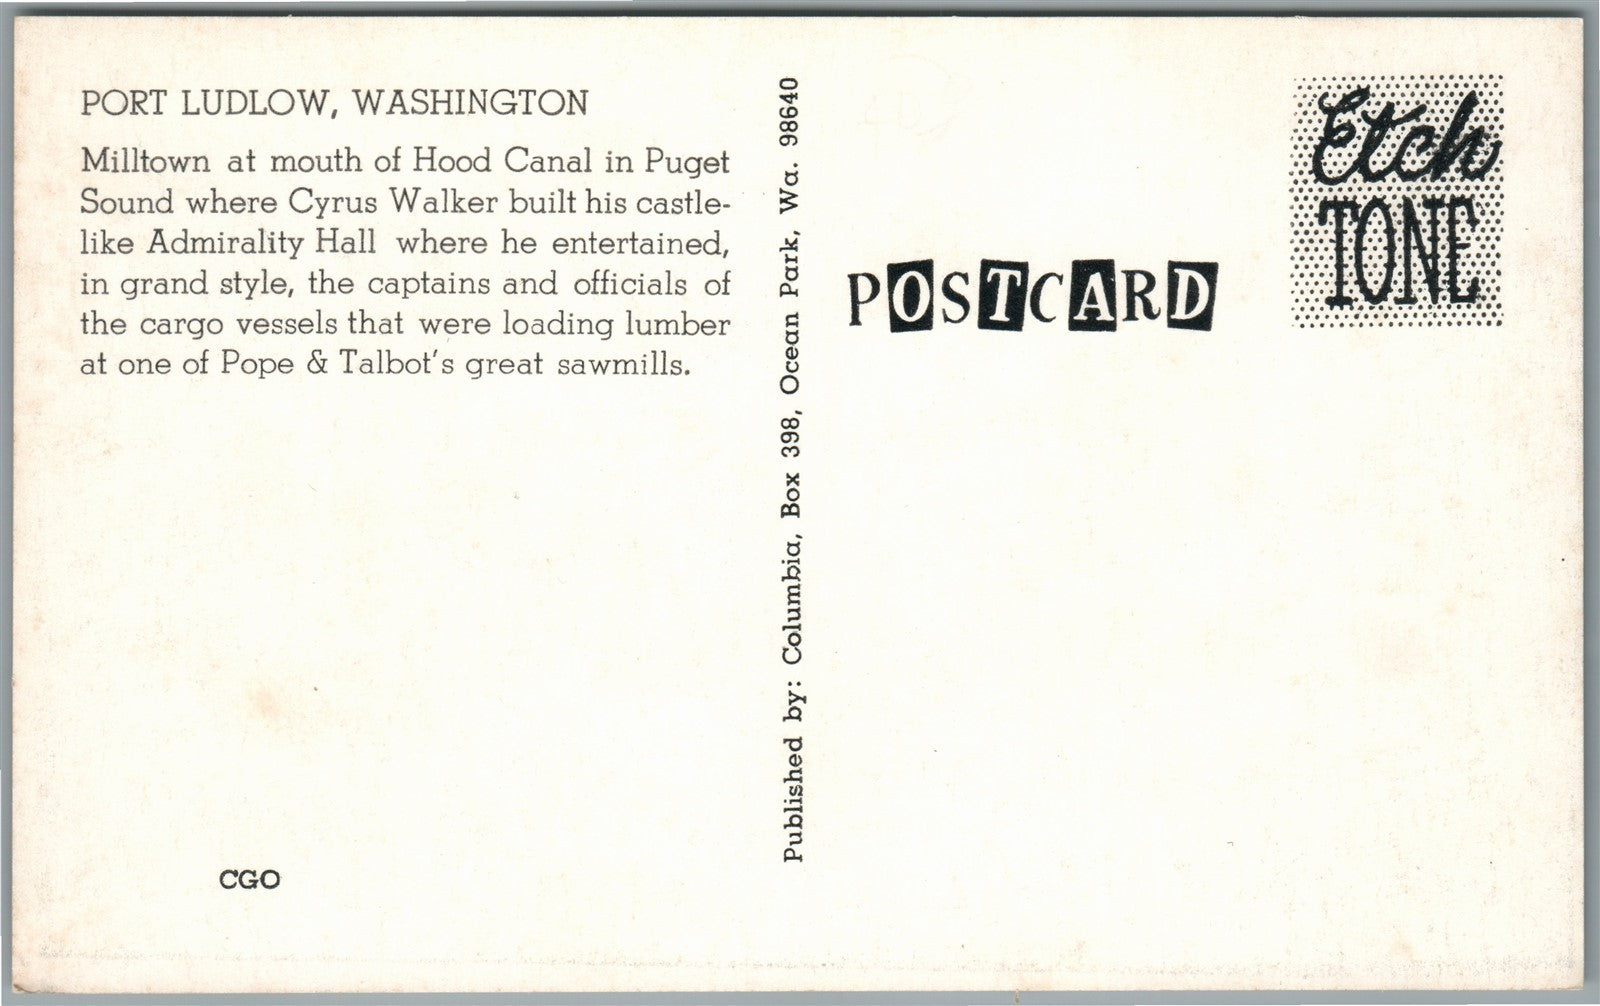 PORT LUDLOW, WASHINGTON
Milltown at mouth of Hood Canal in Puget
Sound where Cyrus Walker built his castle-
like Admirality Hall where he entertained,
in grand style, the captains and officials of
the cargo vessels that were loading lumber
at one of Pope & Talbot's great sawmills.
CGO
Published by: Columbia, Box 398, Ocean Park, Wa. 98640
POSTCARD
Etch
TONE